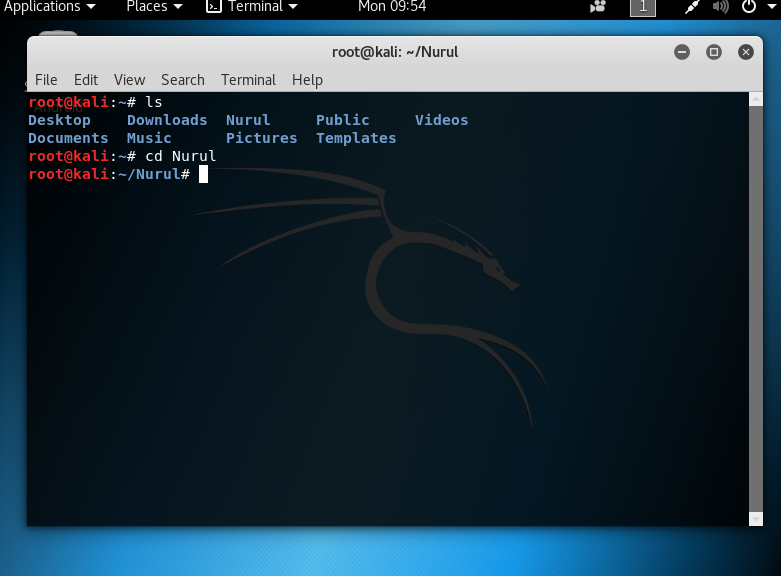 Applications Places Terminal Mon 09:54 1
root@kali: ~/Nurul
File Edit View Search Terminal Help
root@kali:~# ls
Desktop Downloads Nurul Public Videos
Documents Music Pictures Templates
root@kali:~# cd Nurul
root@kali:~/Nurul#